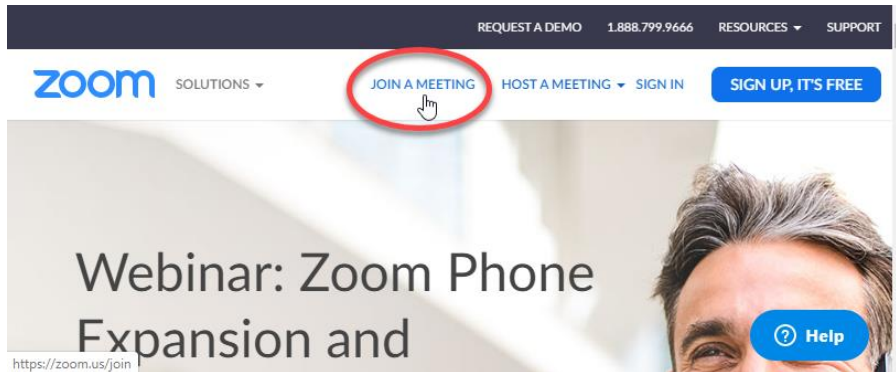 REQUEST A DEMO 1.888.799.9666 RESOURCES SUPPORT
zoom SOLUTIONS JOIN A MEETING HOST A MEETING SIGN IN SIGN UP, IT'S FREE
Webinar: Zoom Phone
Expansion and
? Help
https://zoom.us/join